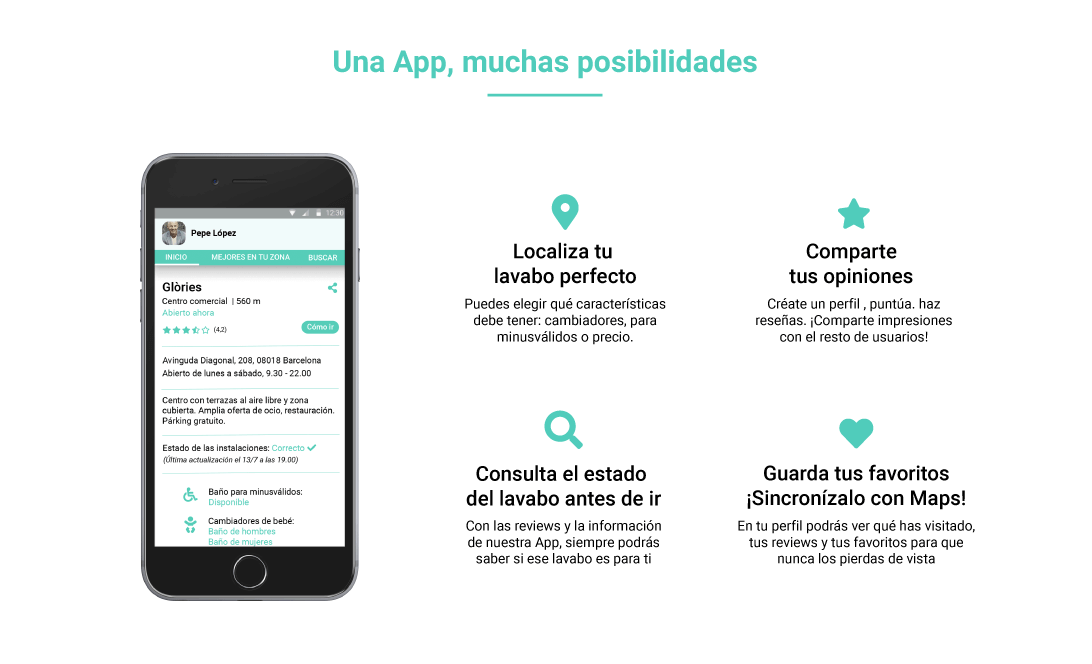 Una App, muchas posibilidades
12:30
Pepe López
INICIO MEJORES EN TU ZONA BUSCAR
Glòries
Centro comercial | 560 m
Abierto ahora
(4,2)
Cómo ir
Avinguda Diagonal, 208, 08018 Barcelona
Abierto de lunes a sábado, 9.30 - 22.00
Centro con terrazas al aire libre y zona
cubierta. Amplia oferta de ocio, restauración.
Párking gratuito.
Estado de las instalaciones: Correcto
(Última actualización el 13/7 a las 19.00)
Baño para minusválidos:
Disponible
Cambiadores de bebé:
Baño de hombres
Baño de mujeres
Localiza tu
lavabo perfecto
Puedes elegir qué características
debe tener: cambiadores, para
minusválidos o precio.
Comparte
tus opiniones
Créate un perfil , puntúa. haz
reseñas. ¡Comparte impresiones
con el resto de usuarios!
Consulta el estado
del lavabo antes de ir
Con las reviews y la información
de nuestra App, siempre podrás
saber si ese lavabo es para ti
Guarda tus favoritos
¡Sincronízalo con Maps!
En tu perfil podrás ver qué has visitado,
tus reviews y tus favoritos para que
nunca los pierdas de vista